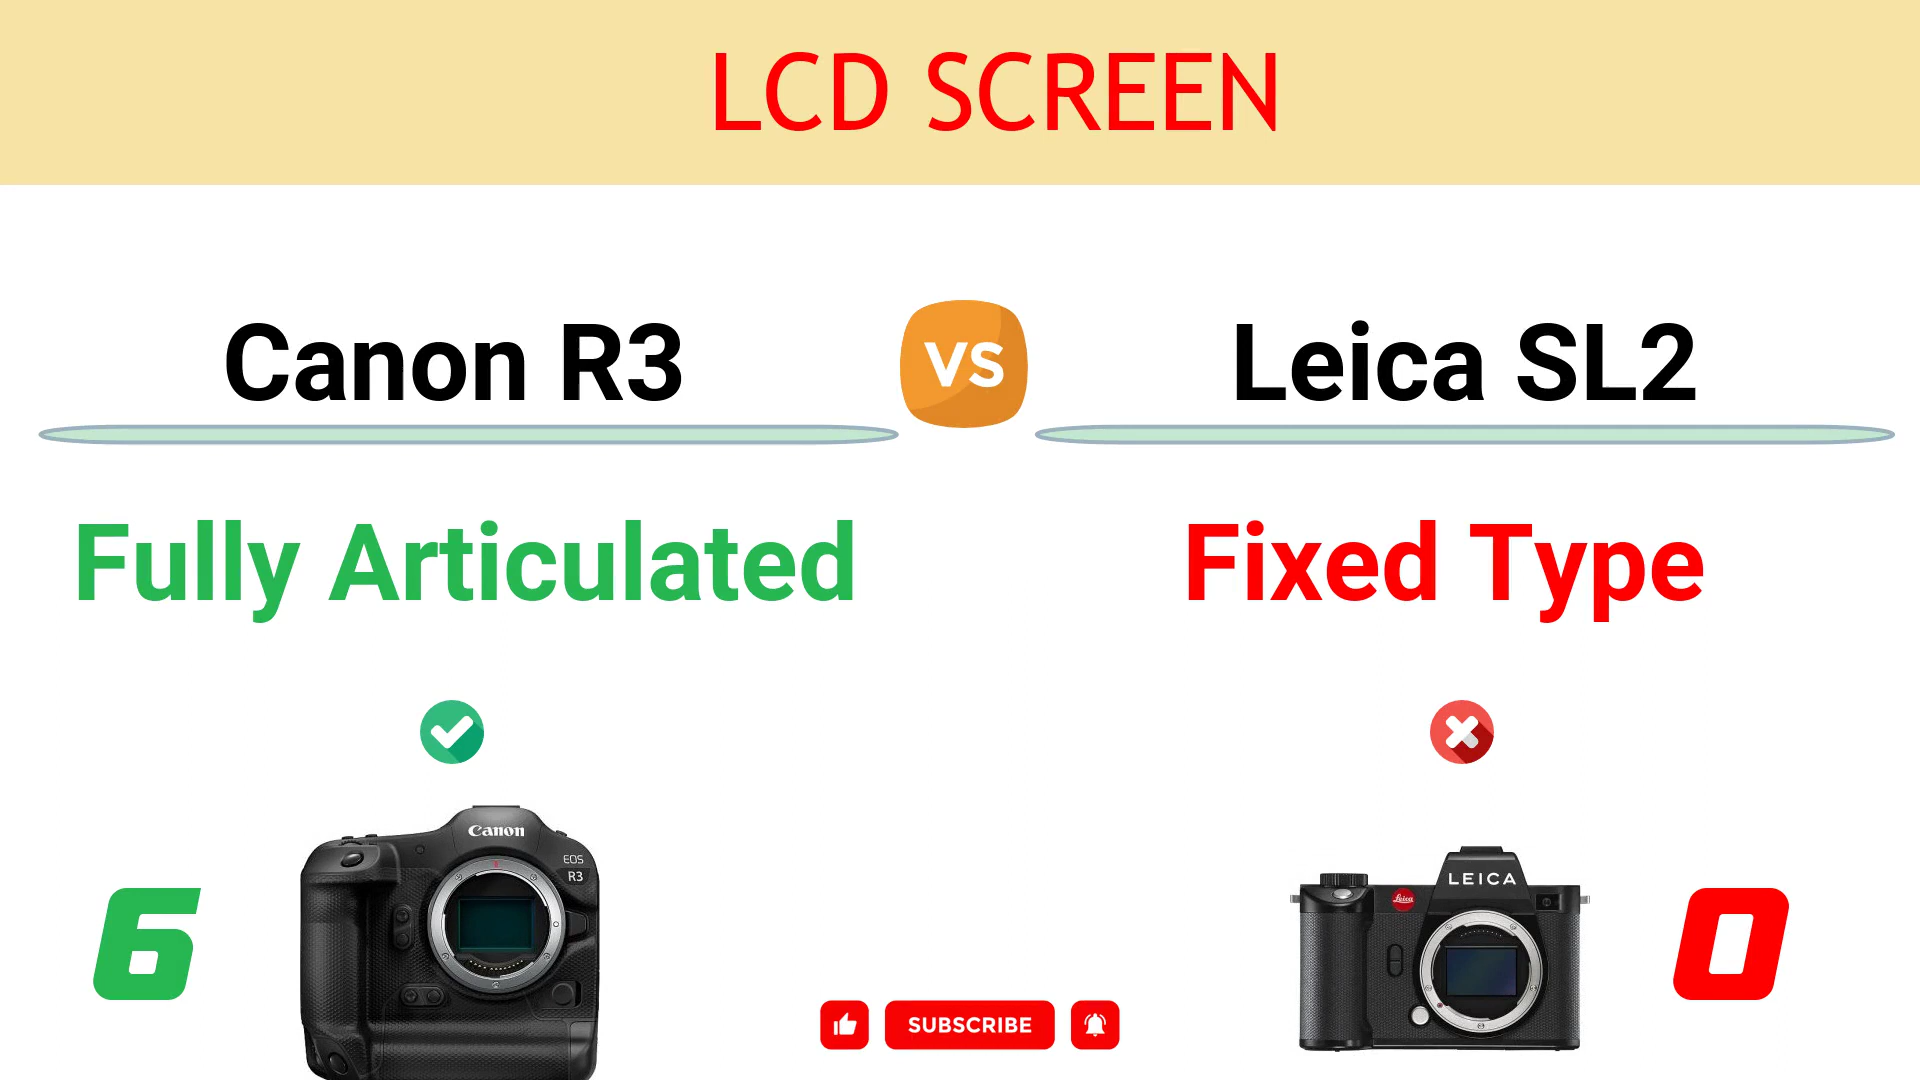 LCD SCREEN
Canon R3
VS
Leica SL2
Fully Articulated
Fixed Type
Canon
EOS
R3
LEICA
Leica
6
0
SUBSCRIBE